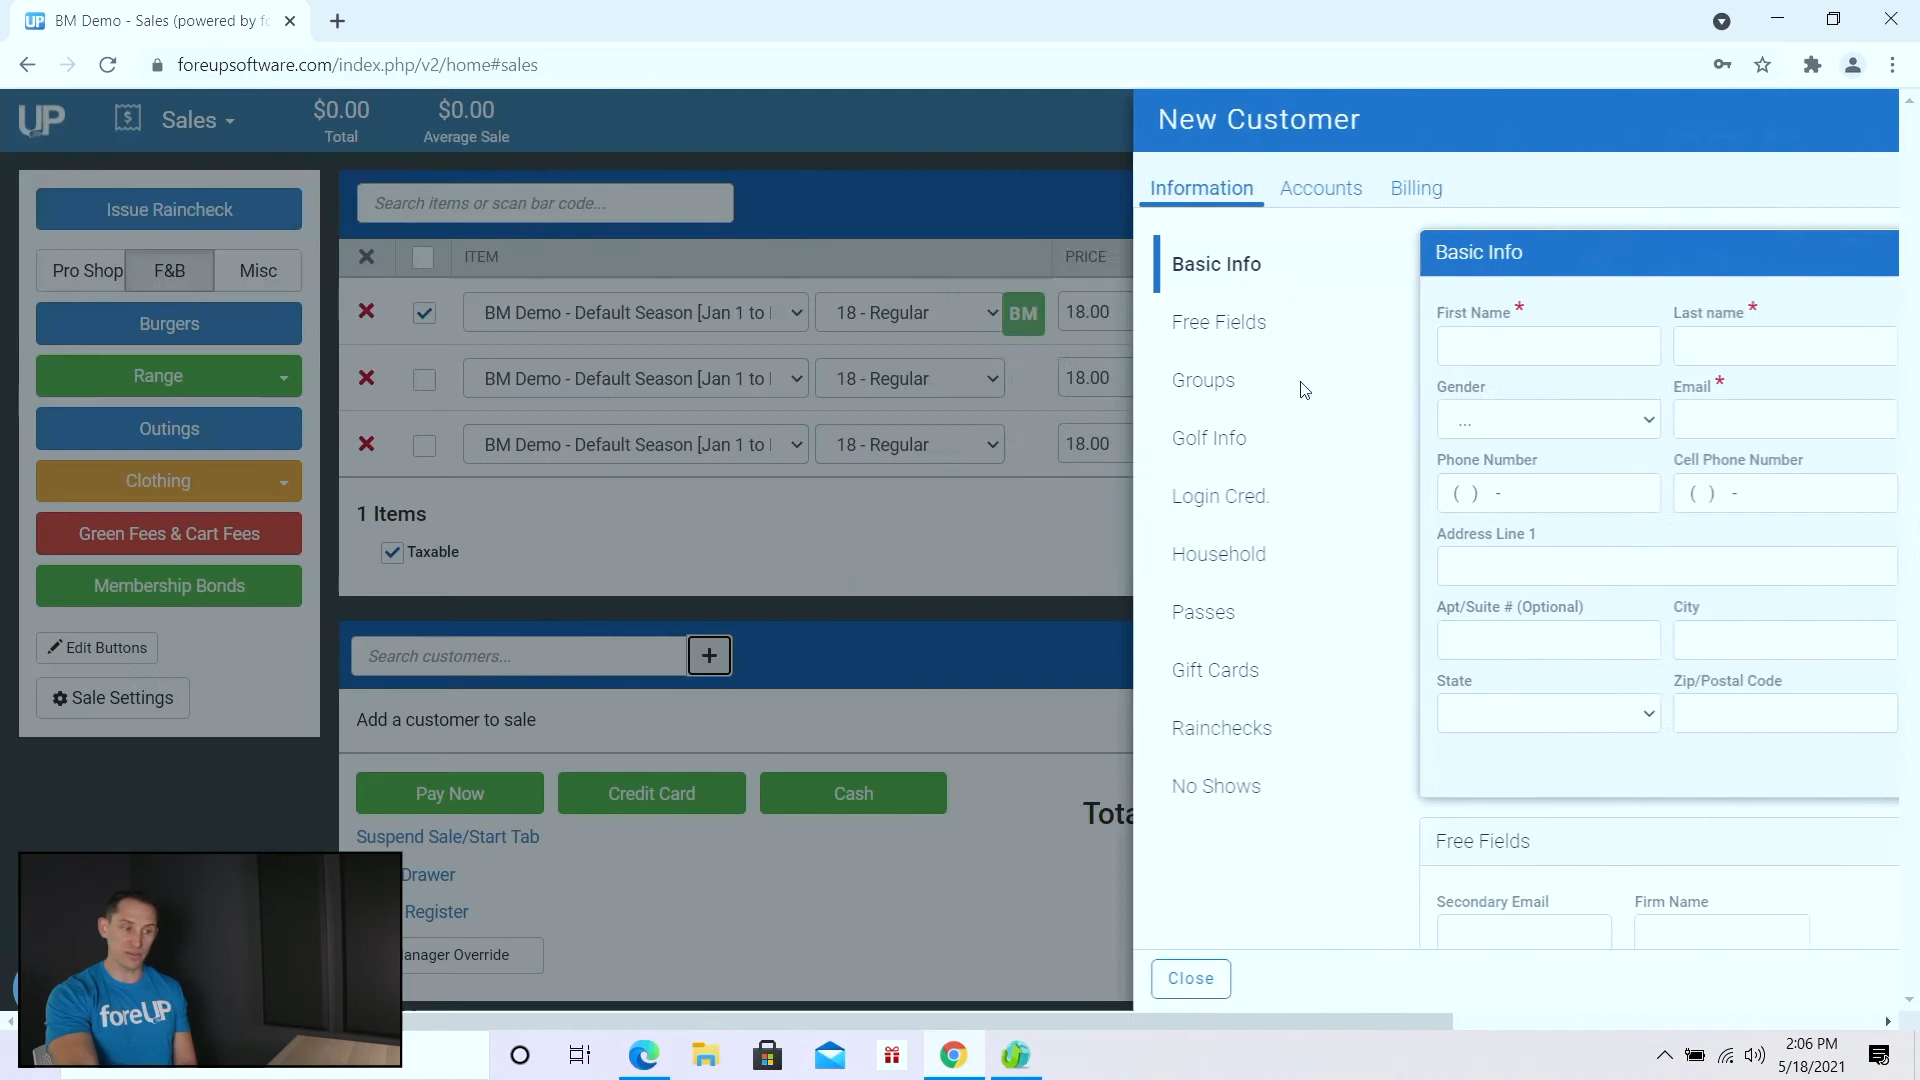 UP BM Demo - Sales (powered by fo
foreupsoftware.com/index.php/v2/home#sales
UP
$ Sales
$0.00
Total
$0.00
Average Sale
New Customer
Information Accounts Billing
Issue Raincheck
Pro Shop F&B Misc
Burgers
Range
Outings
Clothing
Green Fees & Cart Fees
Membership Bonds
Edit Buttons
Sale Settings
Search items or scan bar code...
ITEM PRICE
BM Demo - Default Season [Jan 1 to 18 - Regular BM 18.00
BM Demo - Default Season [Jan 1 to 18 - Regular 18.00
BM Demo - Default Season [Jan 1 to 18 - Regular 18.00
1 Items
Taxable
Search customers... +
Add a customer to sale
Pay Now Credit Card Cash
Suspend Sale/Start Tab
Drawer
Register
anager Override
Tota
Basic Info
Free Fields
Groups
Golf Info
Login Cred.
Household
Passes
Gift Cards
Rainchecks
No Shows
Basic Info
First Name * Last name *
Gender Email *
...
Phone Number Cell Phone Number
( ) - ( ) -
Address Line 1
Apt/Suite # (Optional) City
State Zip/Postal Code
Free Fields
Secondary Email Firm Name
Close
foreUP
2:06 PM
5/18/2021